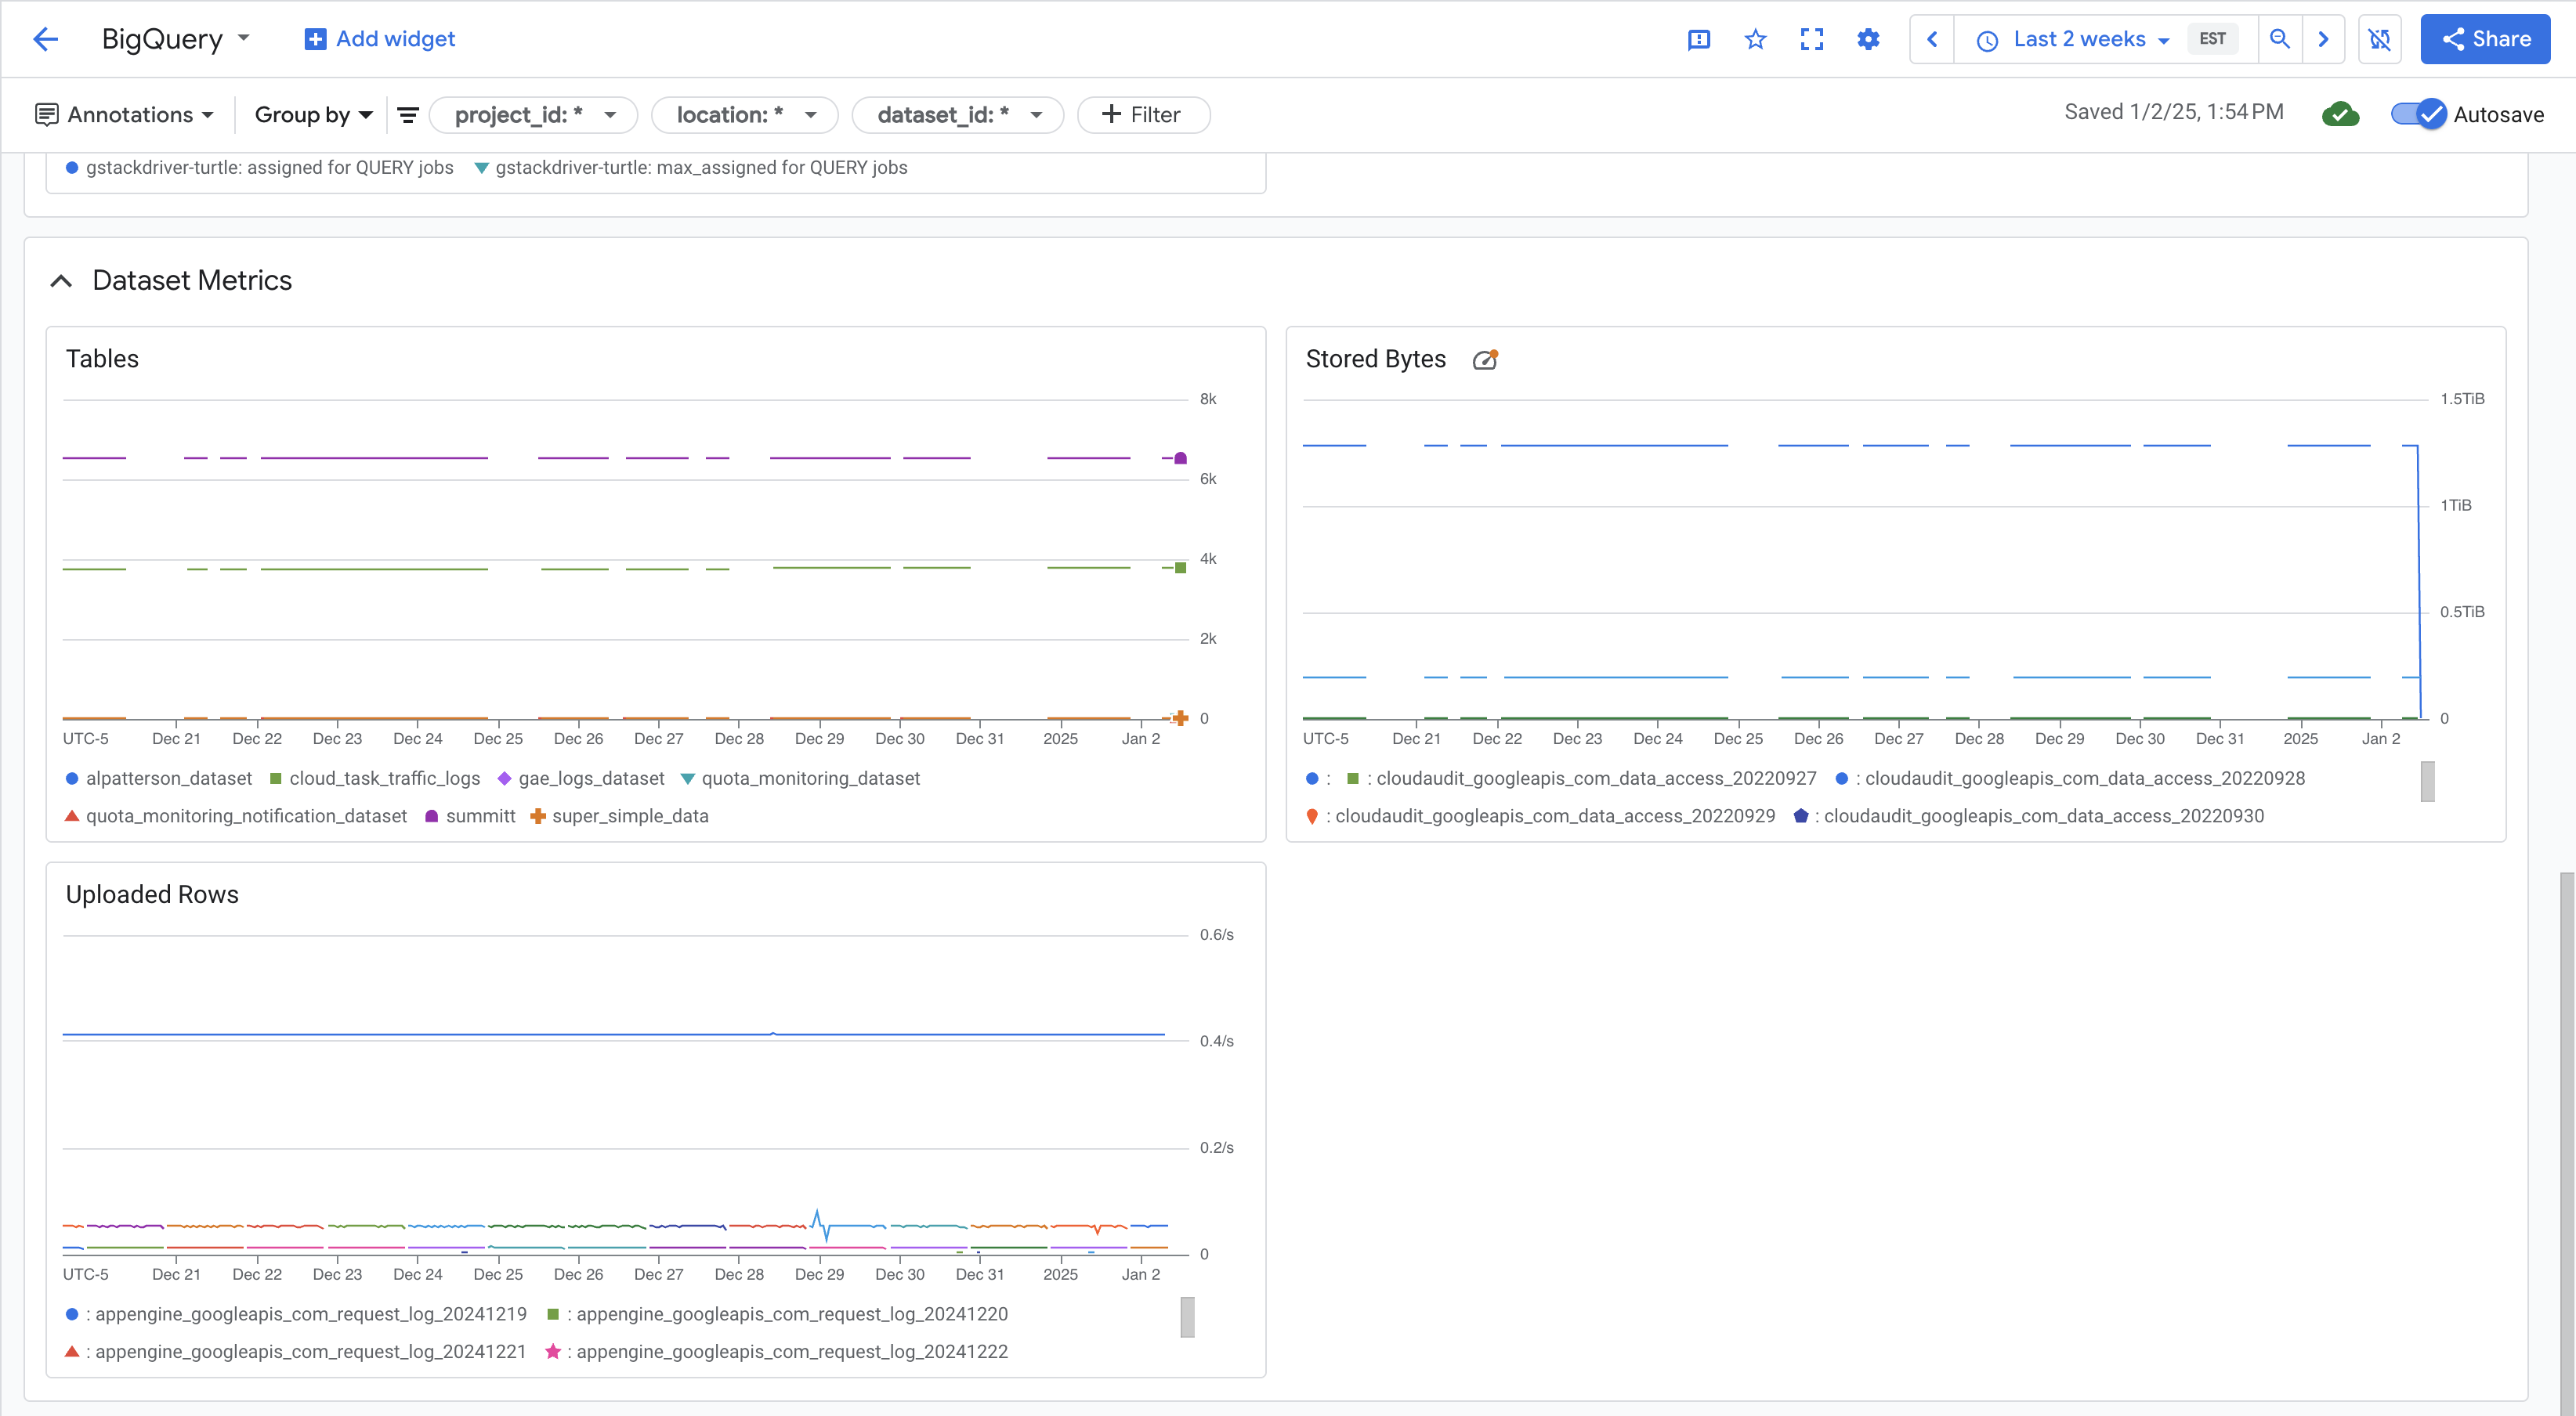 BigQuery Add widget Last 2 weeks EST Share
Annotations Group by project_id: * location: * dataset_id: * Filter Saved 1/2/25, 1:54 PM Autosave
gstackdriver-turtle: assigned for QUERY jobs gstackdriver-turtle: max_assigned for QUERY jobs
Dataset Metrics
Tables
8k
6k
4k
2k
0
UTC-5 Dec 21 Dec 22 Dec 23 Dec 24 Dec 25 Dec 26 Dec 27 Dec 28 Dec 29 Dec 30 Dec 31 2025 Jan 2
alpatterson_dataset cloud_task_traffic_logs gae_logs_dataset quota_monitoring_dataset
quota_monitoring_notification_dataset summitt super_simple_data
Stored Bytes
1.5TiB
1TiB
0.5TiB
0
UTC-5 Dec 21 Dec 22 Dec 23 Dec 24 Dec 25 Dec 26 Dec 27 Dec 28 Dec 29 Dec 30 Dec 31 2025 Jan 2
: : cloudaudit_googleapis_com_data_access_20220927 : cloudaudit_googleapis_com_data_access_20220928
: cloudaudit_googleapis_com_data_access_20220929 : cloudaudit_googleapis_com_data_access_20220930
Uploaded Rows
0.6/s
0.4/s
0.2/s
0
UTC-5 Dec 21 Dec 22 Dec 23 Dec 24 Dec 25 Dec 26 Dec 27 Dec 28 Dec 29 Dec 30 Dec 31 2025 Jan 2
: appengine_googleapis_com_request_log_20241219 : appengine_googleapis_com_request_log_20241220
: appengine_googleapis_com_request_log_20241221 : appengine_googleapis_com_request_log_20241222